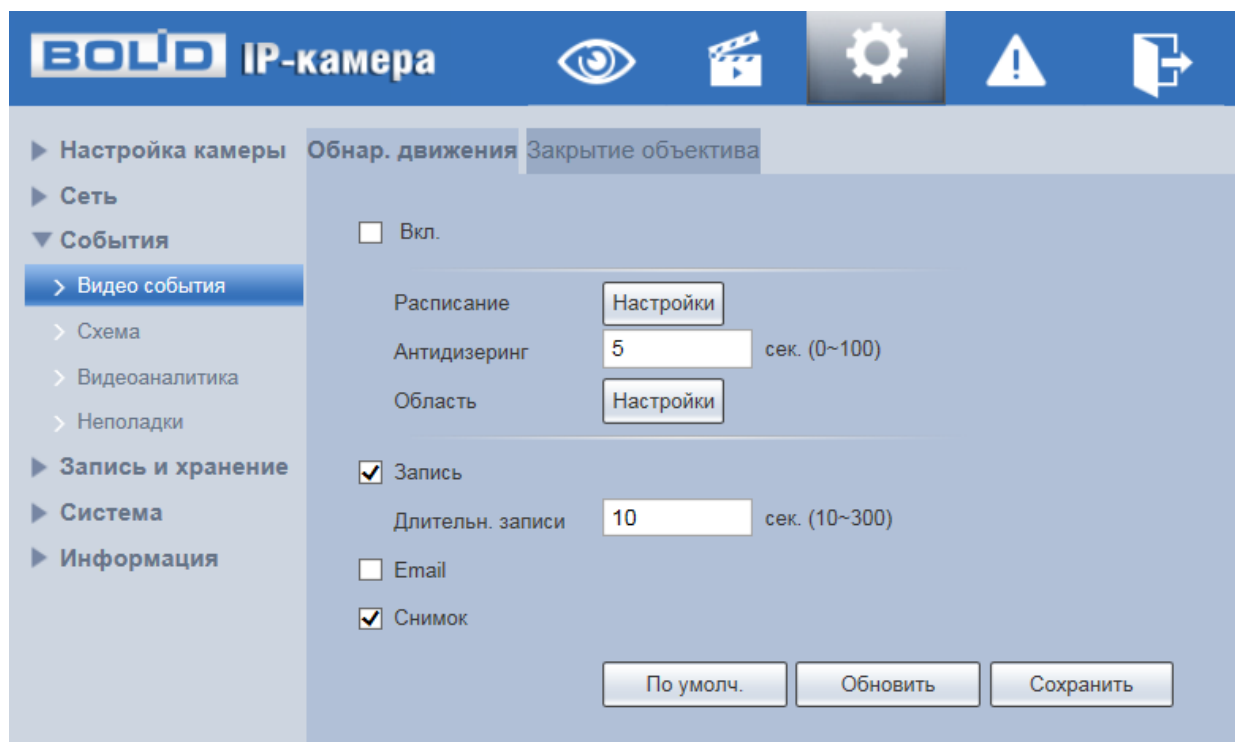 BOLID IP-камера
Настройка камеры
Сеть
События
Видео события
Схема
Видеоаналитика
Неполадки
Запись и хранение
Система
Информация
Обнар. движения Закрытие объектива
Вкл.
Расписание Настройки
Антидизеринг 5 сек. (0~100)
Область Настройки
Запись
Длительн. записи 10 сек. (10~300)
Email
Снимок
По умолч. Обновить Сохранить